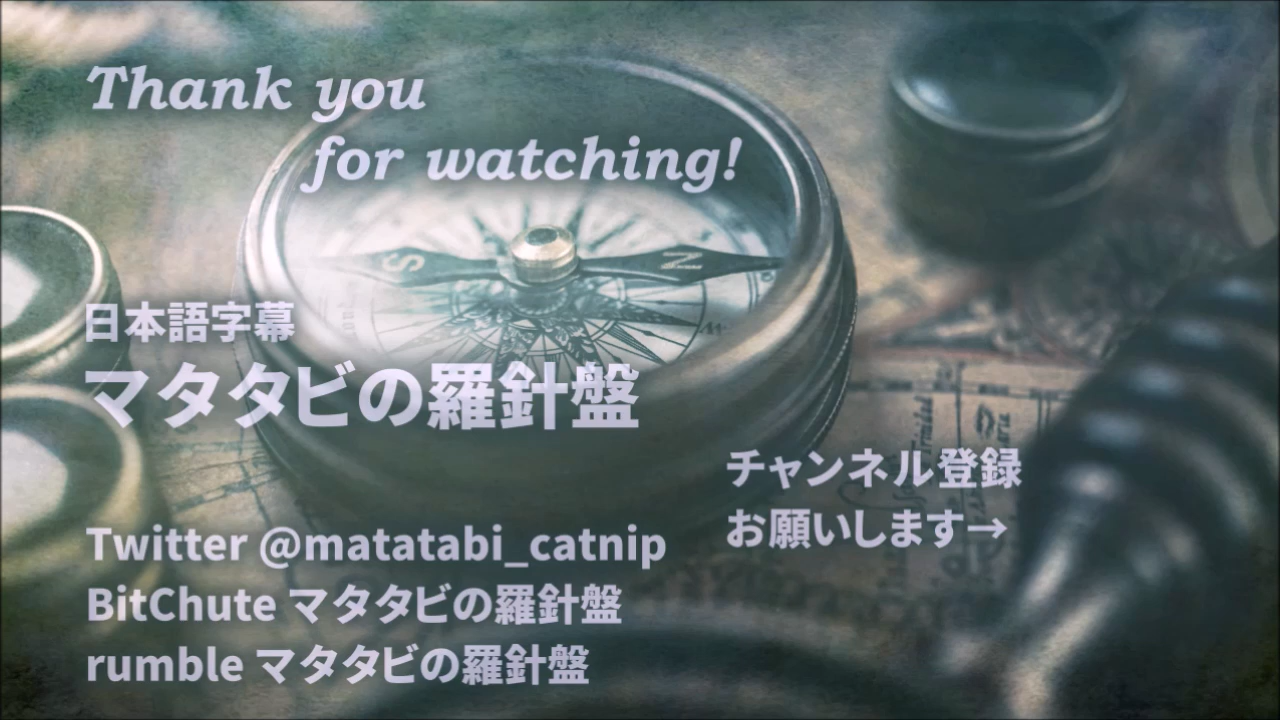 Thank you
for watching!
S
N
日本語字幕
マタタビの羅針盤
チャンネル登録
お願いします→
Twitter @matatabi_catnip
BitChute マタタビの羅針盤
rumble マタタビの羅針盤